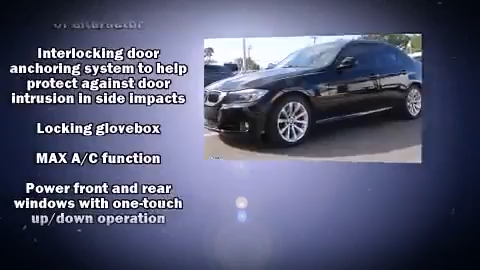 Interlocking door
anchoring system to help
protect against door
intrusion in side impacts
Locking glovebox
MAX A/C function
Power front and rear
windows with one-touch
up/down operation